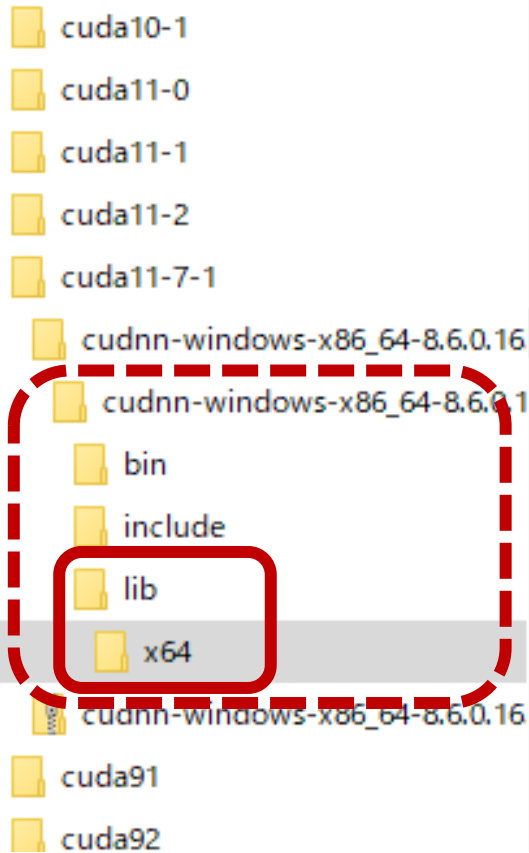 cuda10-1
cuda11-0
cuda11-1
cuda11-2
cuda11-7-1
cudnn-windows-x86_64-8.6.0.16
cudnn-windows-x86_64-8.6.0.1
bin
include
lib
x64
cudnn-windows-x86_64-8.6.0.16
cuda91
cuda92